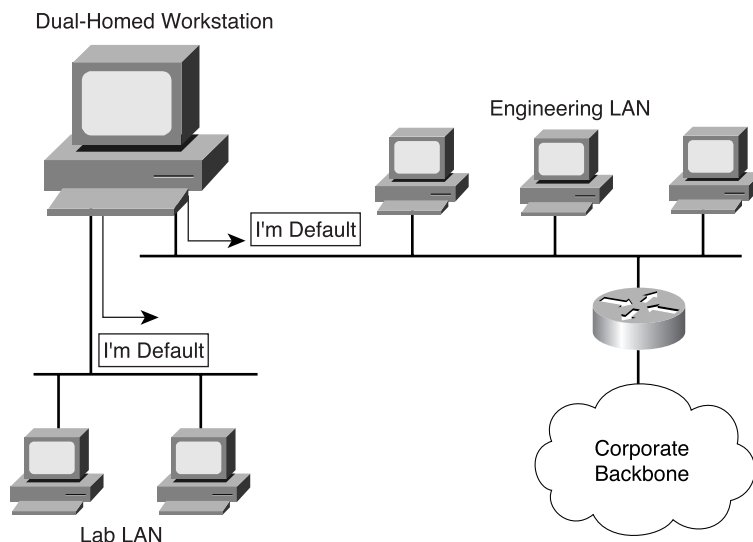 Dual-Homed Workstation
Engineering LAN
I'm Default
I'm Default
Corporate
Backbone
Lab LAN